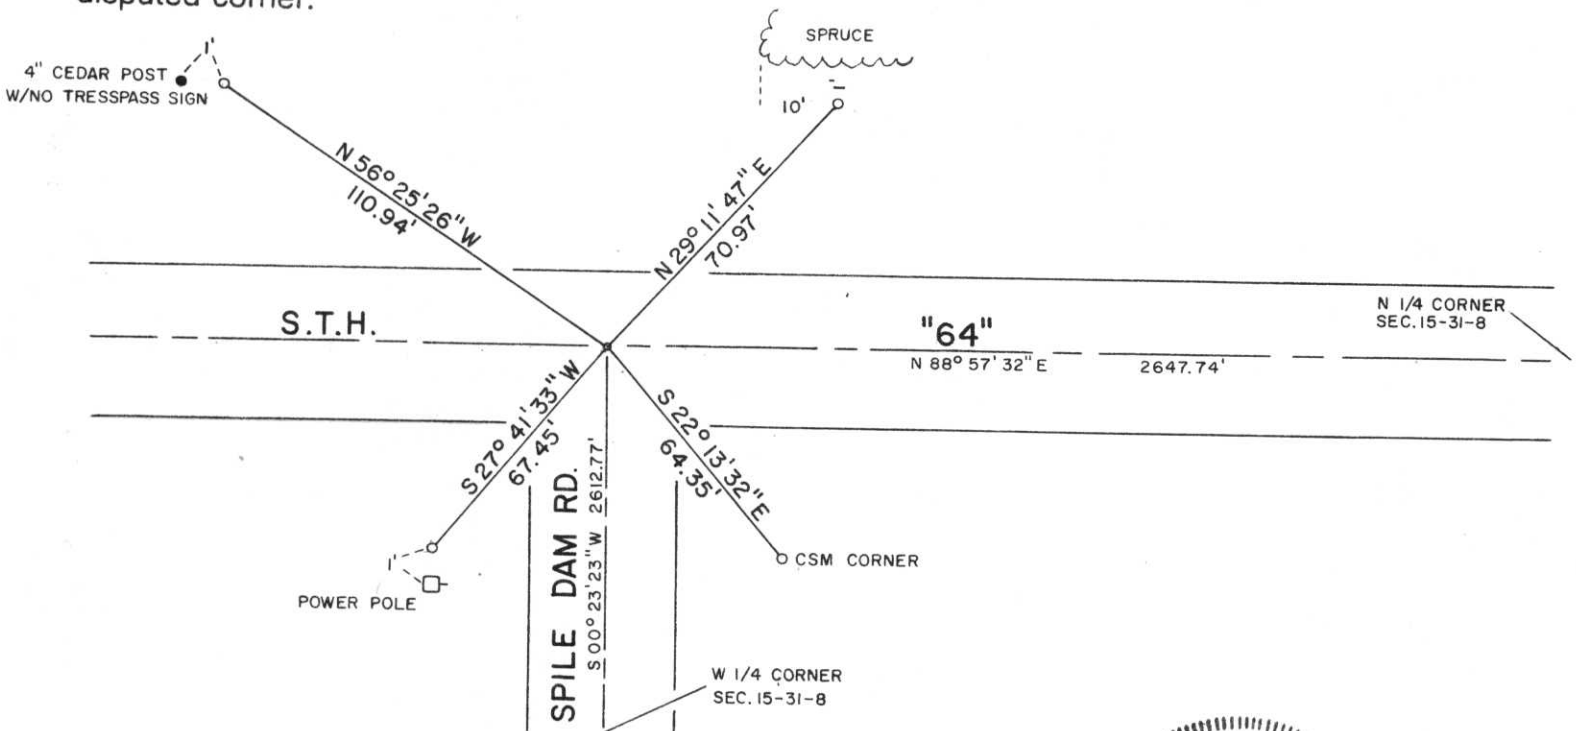 disputed corner.
SPRUCE
1'
4" CEDAR POST
W/NO TRESSPASS SIGN
10'
N 56° 25' 26" W
110.94'
N 29° 11' 47" E
70.97'
S.T.H.
"64"
N 1/4 CORNER
SEC. 15-31-8
N 88° 57' 32" E
2647.74'
S 27° 41' 33" W
67.45'
S 22° 13' 32" E
64.35'
SPILE DAM RD.
S 00° 23' 23" W 2612.77'
1'
POWER POLE
CSM CORNER
W 1/4 CORNER
SEC. 15-31-8